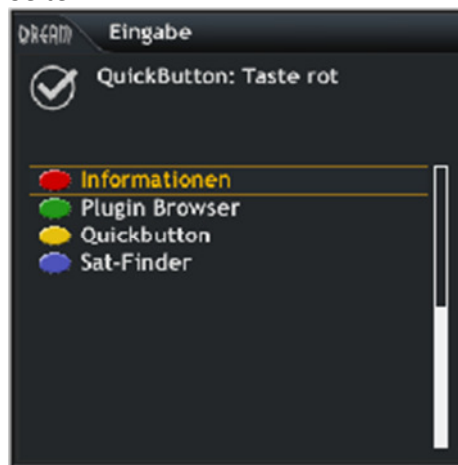 DREAM Eingabe
QuickButton: Taste rot
Informationen
Plugin Browser
Quickbutton
Sat-Finder